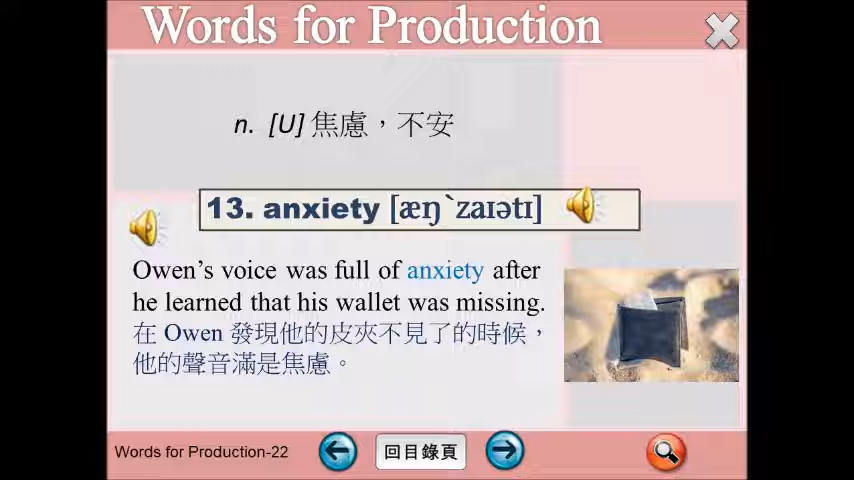 Words for Production
n. [U] 焦慮，不安
13. anxiety [æŋˋzaɪətɪ]
Owen’s voice was full of anxiety after
he learned that his wallet was missing.
在 Owen 發現他的皮夾不見了的時候，
他的聲音滿是焦慮。
Words for Production-22
回目錄頁